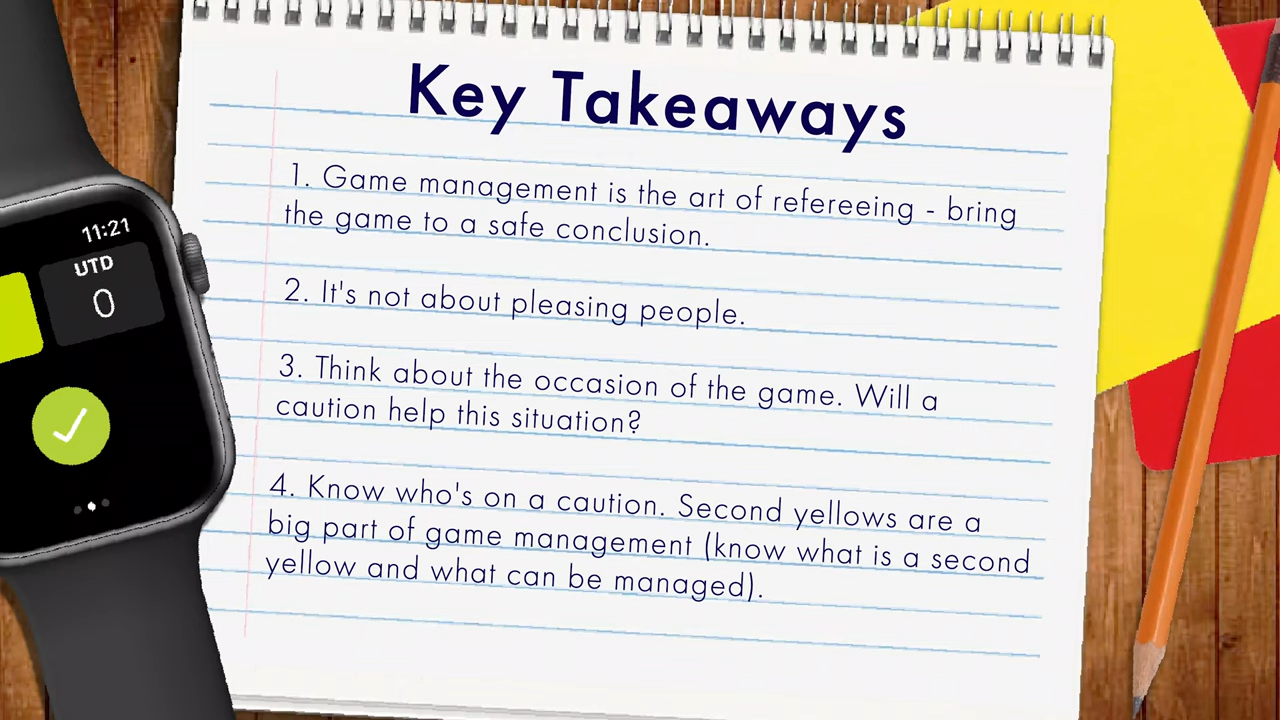 Key Takeaways
1. Game management is the art of refereeing - bring
the game to a safe conclusion.
2. It's not about pleasing people.
3. Think about the occasion of the game. Will a
caution help this situation?
4. Know who's on a caution. Second yellows are a
big part of game management (know what is a second
yellow and what can be managed).
11:21
UTD
0